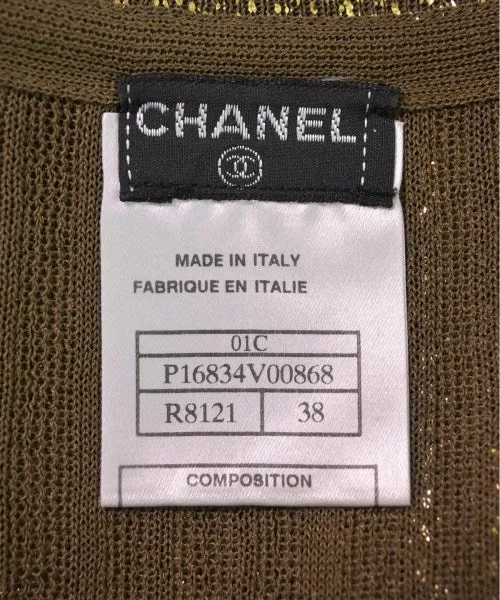 CHANEL
MADE IN ITALY
FABRIQUE EN ITALIE
01C
P16834V00868
R8121 38
COMPOSITION